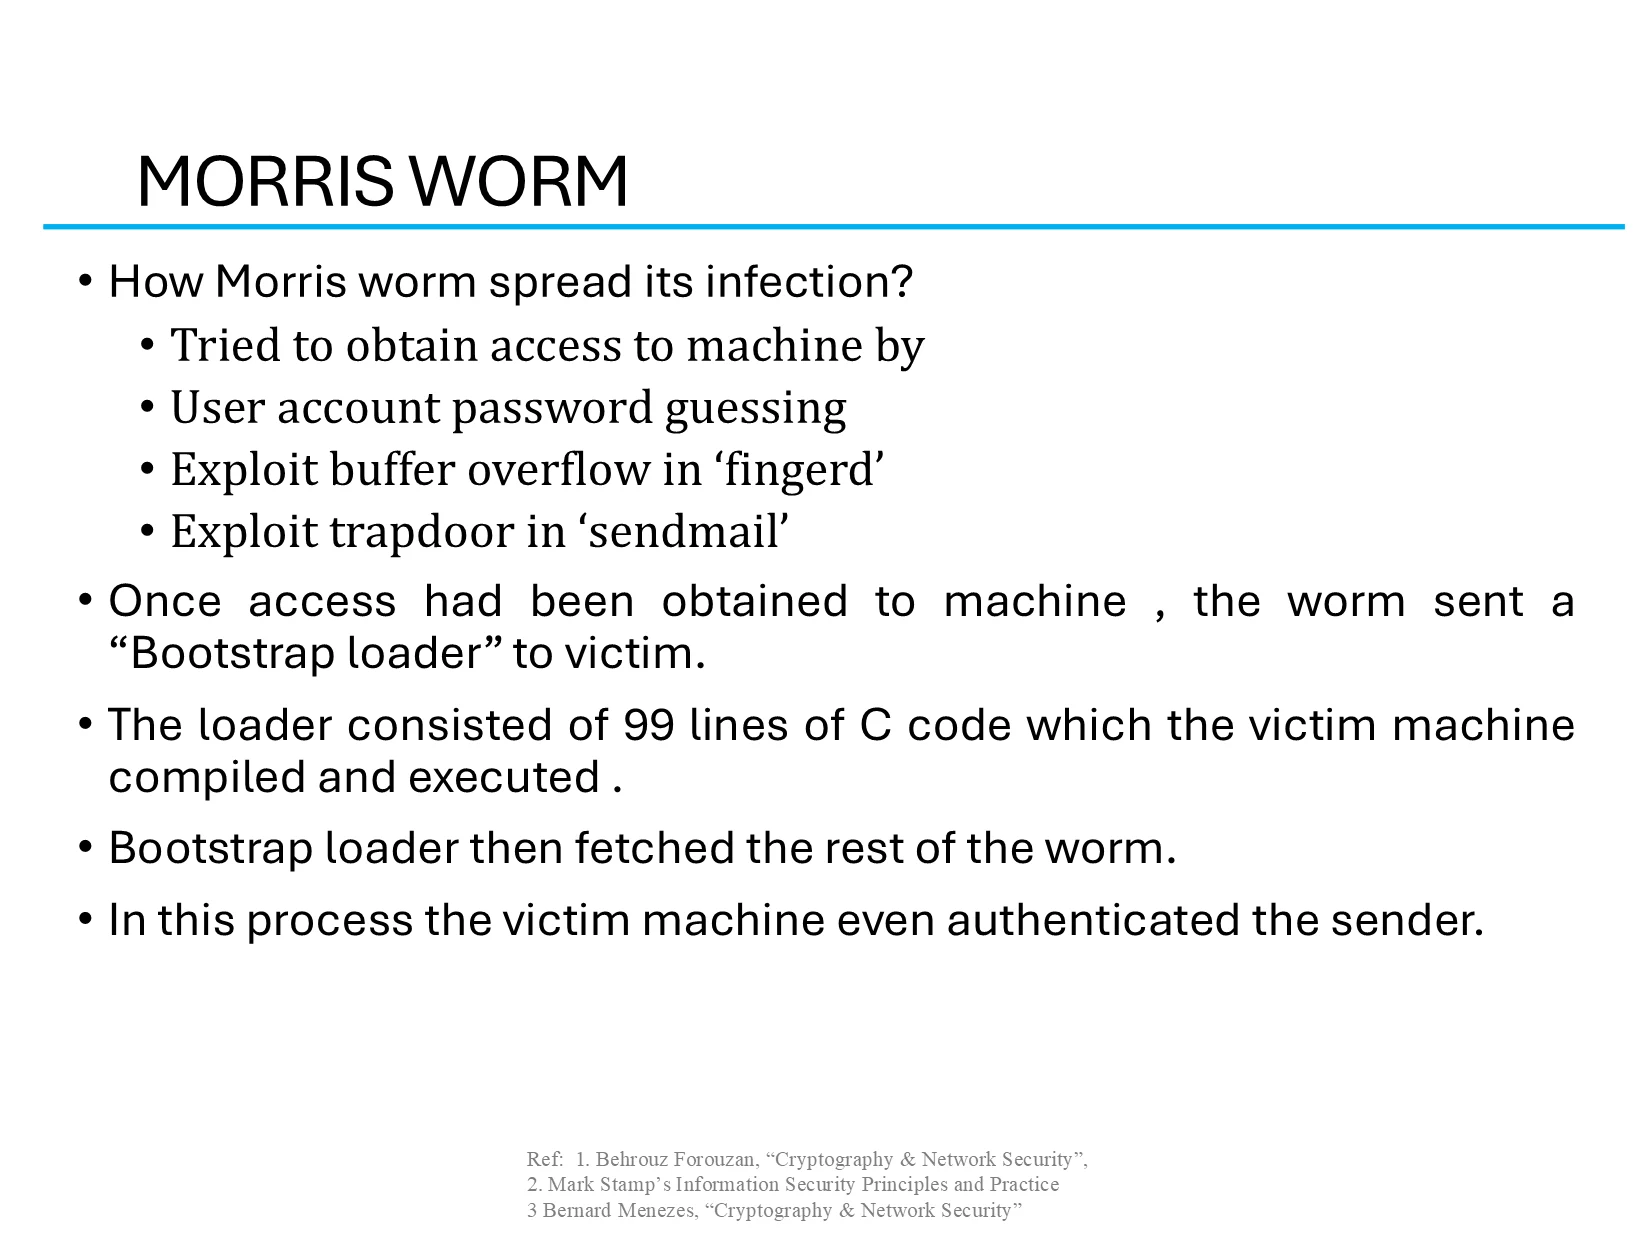 MORRIS WORM
• How Morris worm spread its infection?
• Tried to obtain access to machine by
• User account password guessing
• Exploit buffer overflow in ‘fingerd’
• Exploit trapdoor in ‘sendmail’
• Once access had been obtained to machine , the worm sent a
“Bootstrap loader” to victim.
• The loader consisted of 99 lines of C code which the victim machine
compiled and executed .
• Bootstrap loader then fetched the rest of the worm.
• In this process the victim machine even authenticated the sender.
Ref: 1. Behrouz Forouzan, “Cryptography & Network Security”,
2. Mark Stamp’s Information Security Principles and Practice
3 Bernard Menezes, “Cryptography & Network Security”